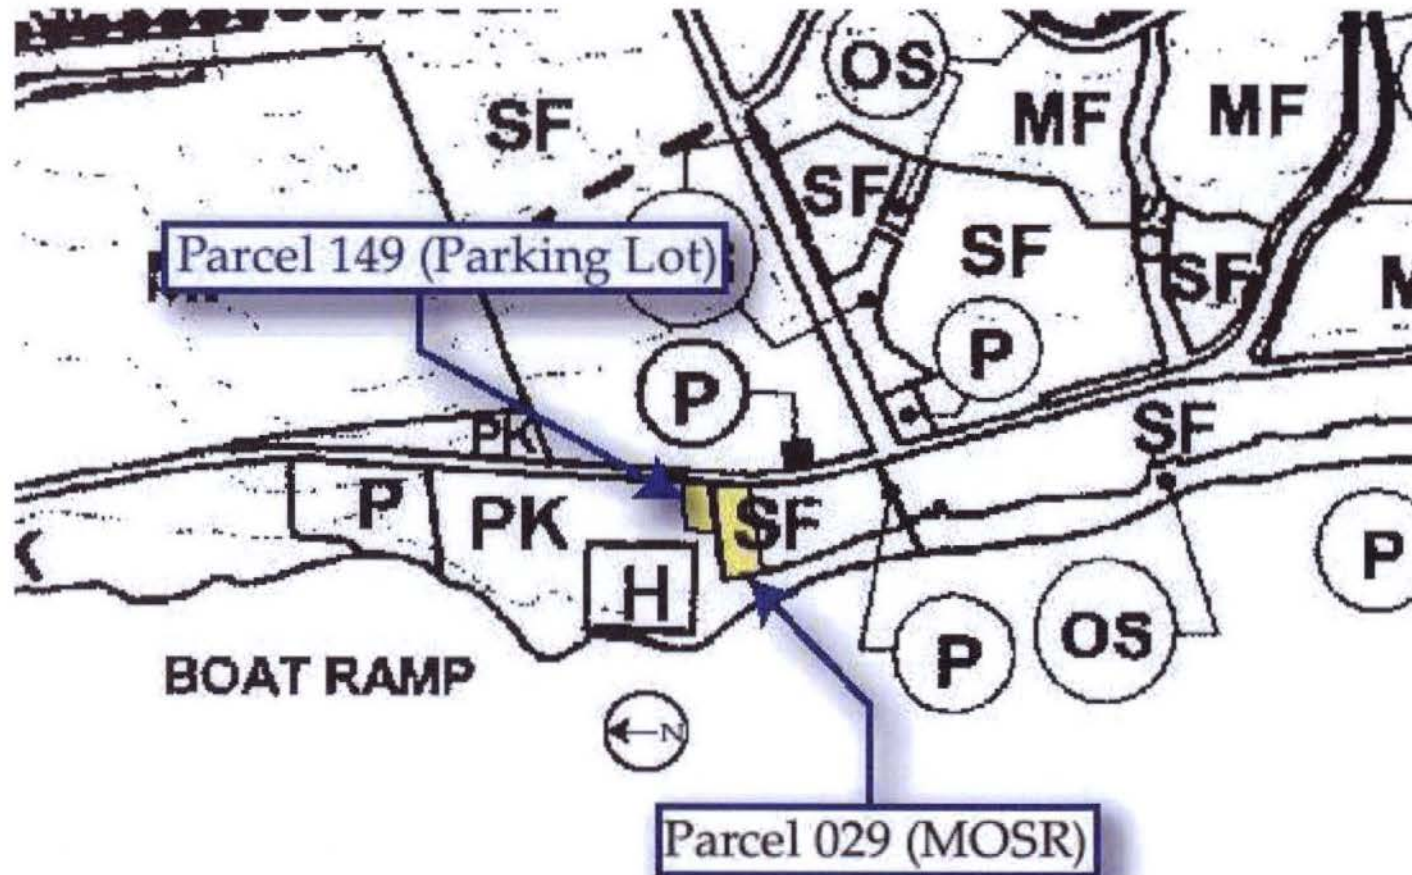 OS
MF
MF
SF
SF
Parcel 149 (Parking Lot)
SF
SF
M
P
P
PK
SF
P
PK
SF
P
H
P
OS
BOAT RAMP
N
Parcel 029 (MOSR)